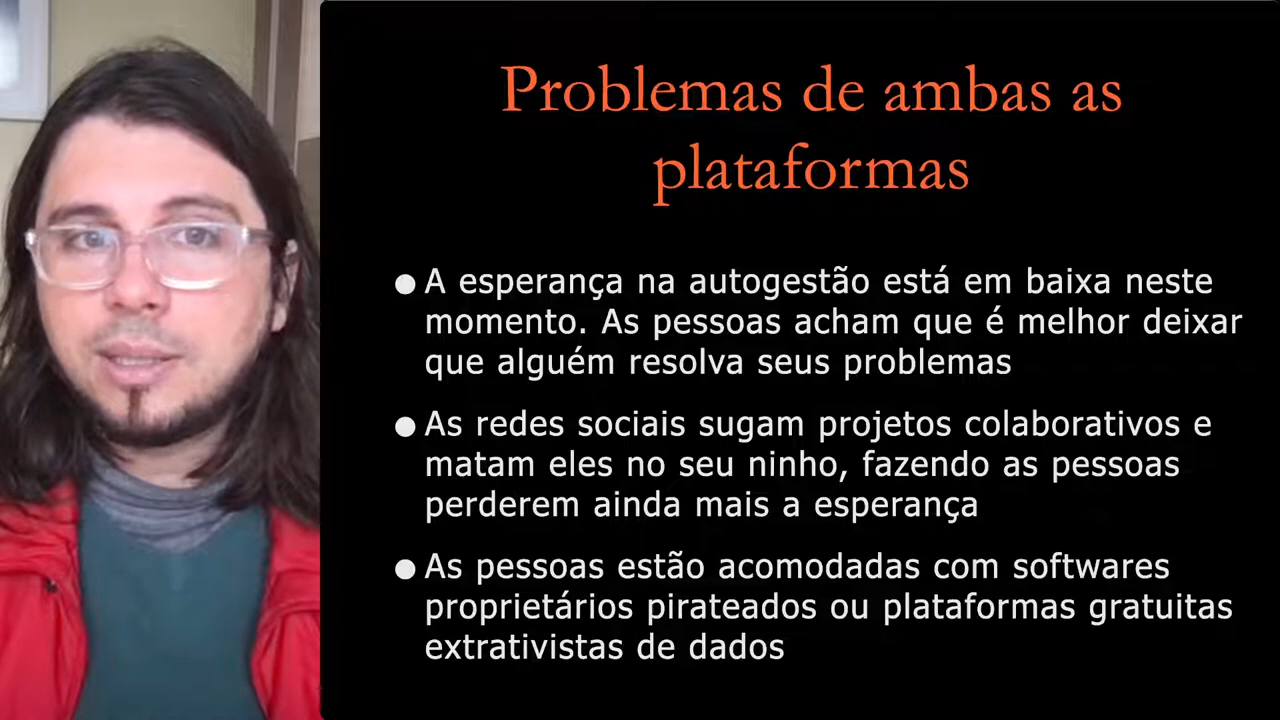 Problemas de ambas as
plataformas
● A esperança na autogestão está em baixa neste
momento. As pessoas acham que é melhor deixar
que alguém resolva seus problemas
● As redes sociais sugam projetos colaborativos e
matam eles no seu ninho, fazendo as pessoas
perderem ainda mais a esperança
● As pessoas estão acomodadas com softwares
proprietários pirateados ou plataformas gratuitas
extrativistas de dados